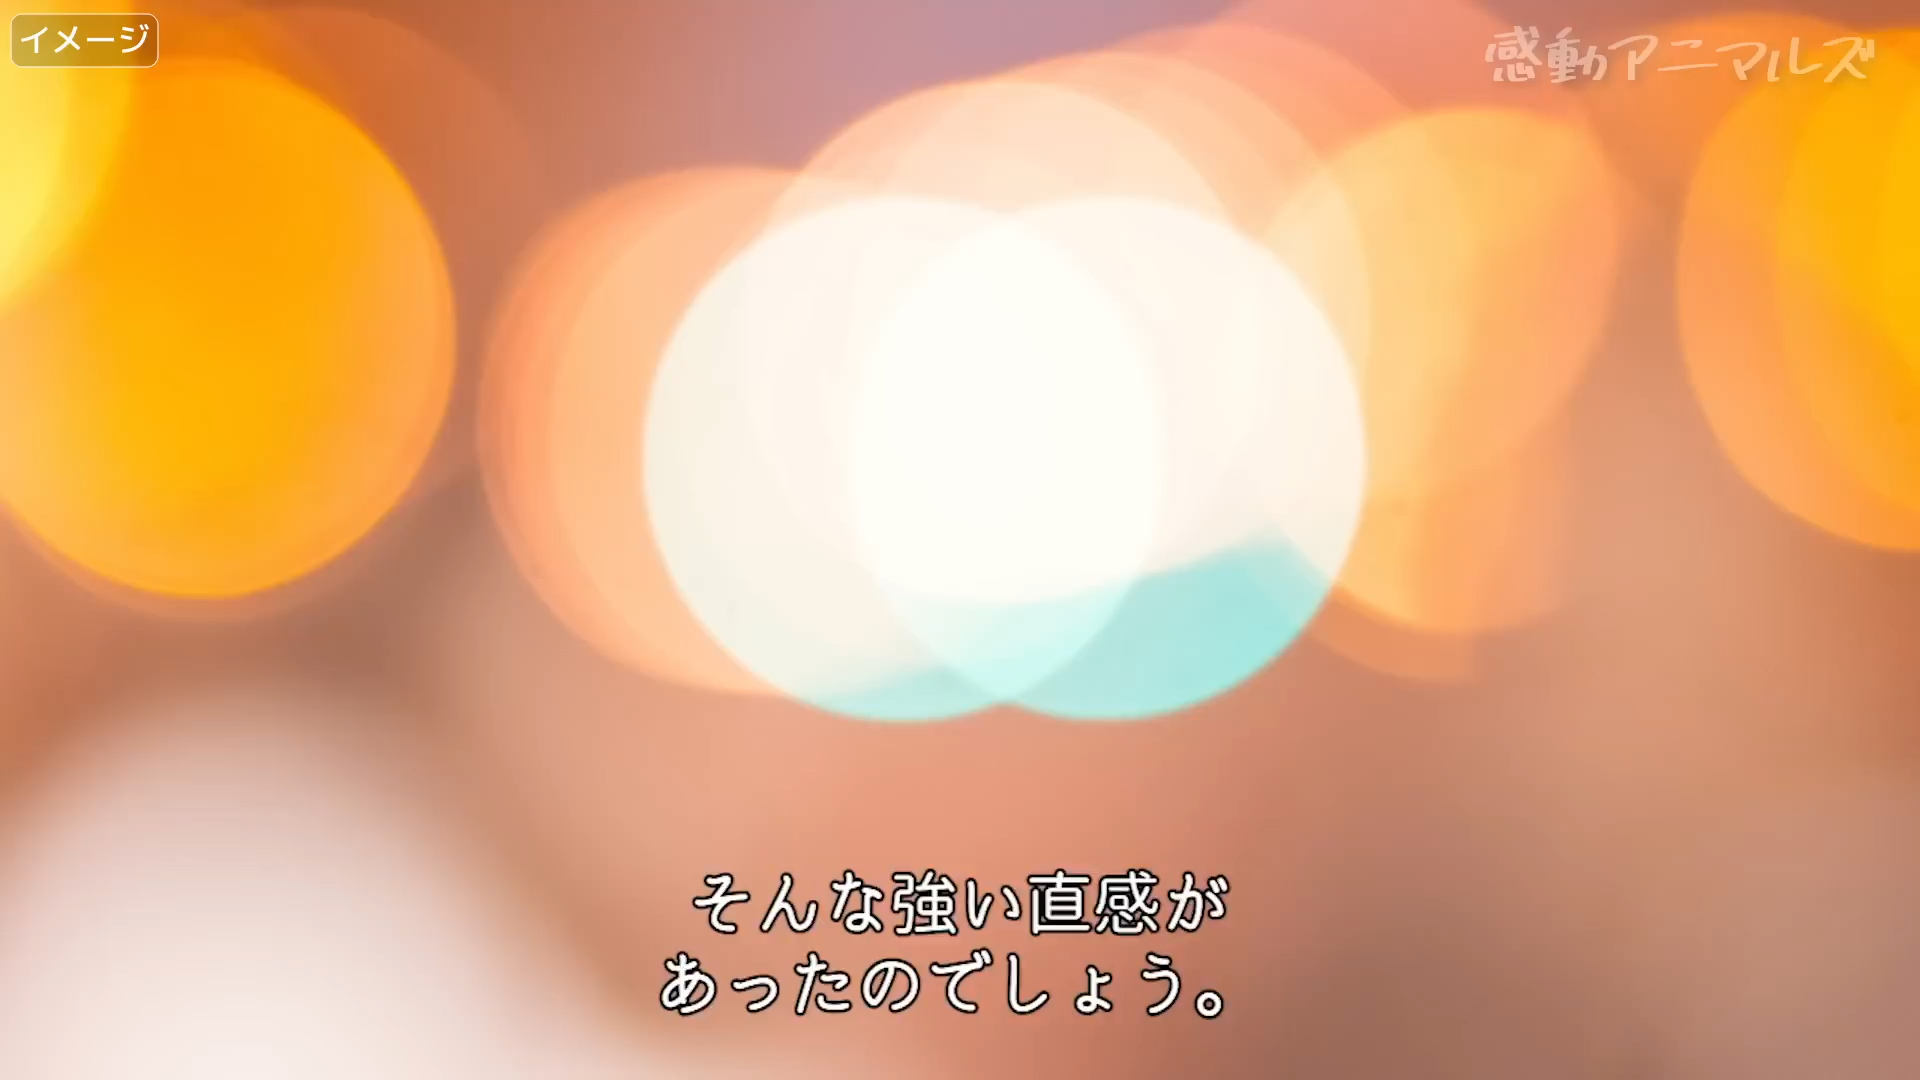 イメージ
感動アニマルズ
そんな強い直感が
あったのでしょう。